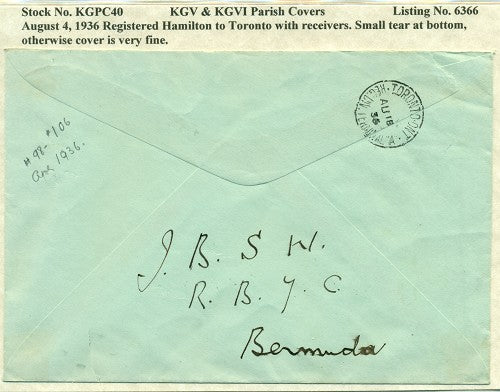 Stock No. KGPC40 KGV & KGVI Parish Covers Listing No. 6366
August 4, 1936 Registered Hamilton to Toronto with receivers. Small tear at bottom,
otherwise cover is very fine.
TORONTO, ONT.
AU 18
36
#98- #106
1936.
J. B. S W.
R. B. Y. C
Bermuda